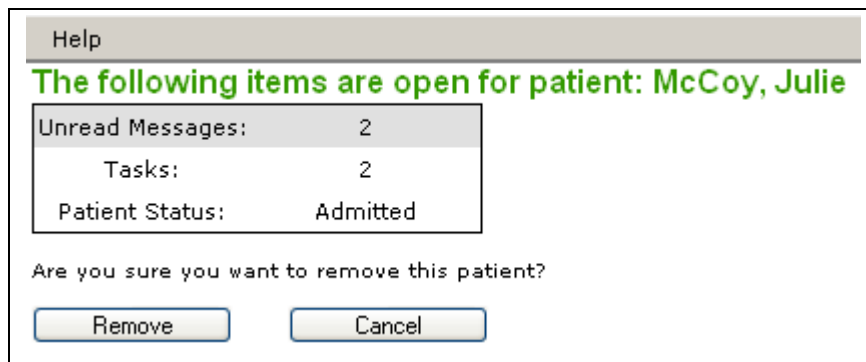 Help
The following items are open for patient: McCoy, Julie
Unread Messages: 2
Tasks: 2
Patient Status: Admitted
Are you sure you want to remove this patient?
Remove Cancel